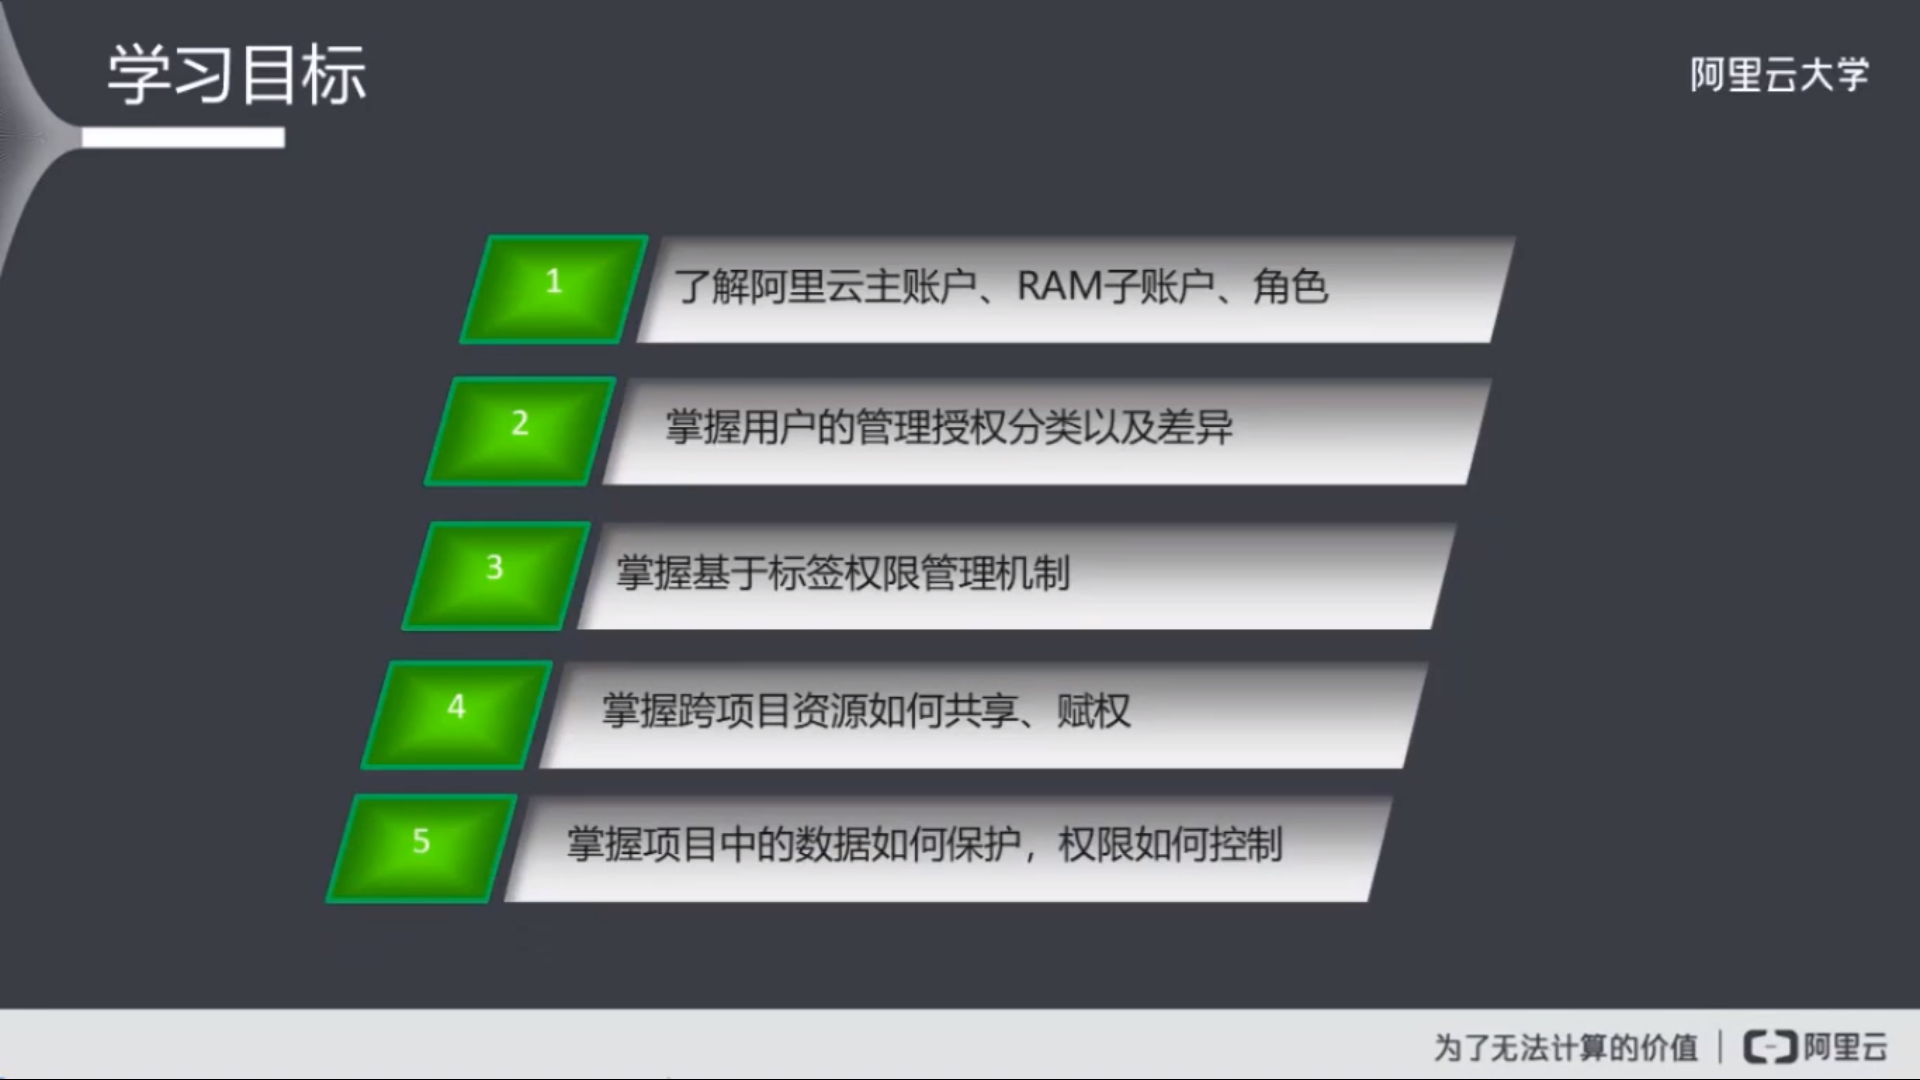 学习目标
阿里云大学
1
了解阿里云主账户、RAM子账户、角色
2
掌握用户的管理授权分类以及差异
3
掌握基于标签权限管理机制
4
掌握跨项目资源如何共享、赋权
5
掌握项目中的数据如何保护，权限如何控制
为了无法计算的价值 | 阿里云